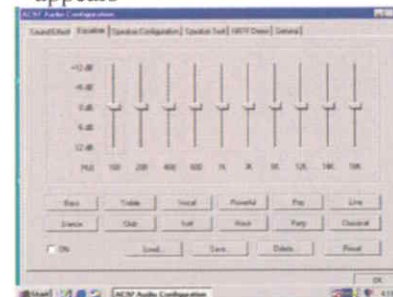 appears
AC97 Audio Configuration
Sound Effect Equalizer Speaker Configuration Speaker Test HRTF Demo General
+12 dB
+6 dB
0 dB
-6 dB
-12 dB
(Hz) 100 200 400 600 1K 3K 6K 12K 14K 16K
Bass Treble Vocal Powerful Pop Live
Dance Club Soft Rock Party Classical
ON Load... Save... Delete Reset
OK
Start AC97 Audio Configuration